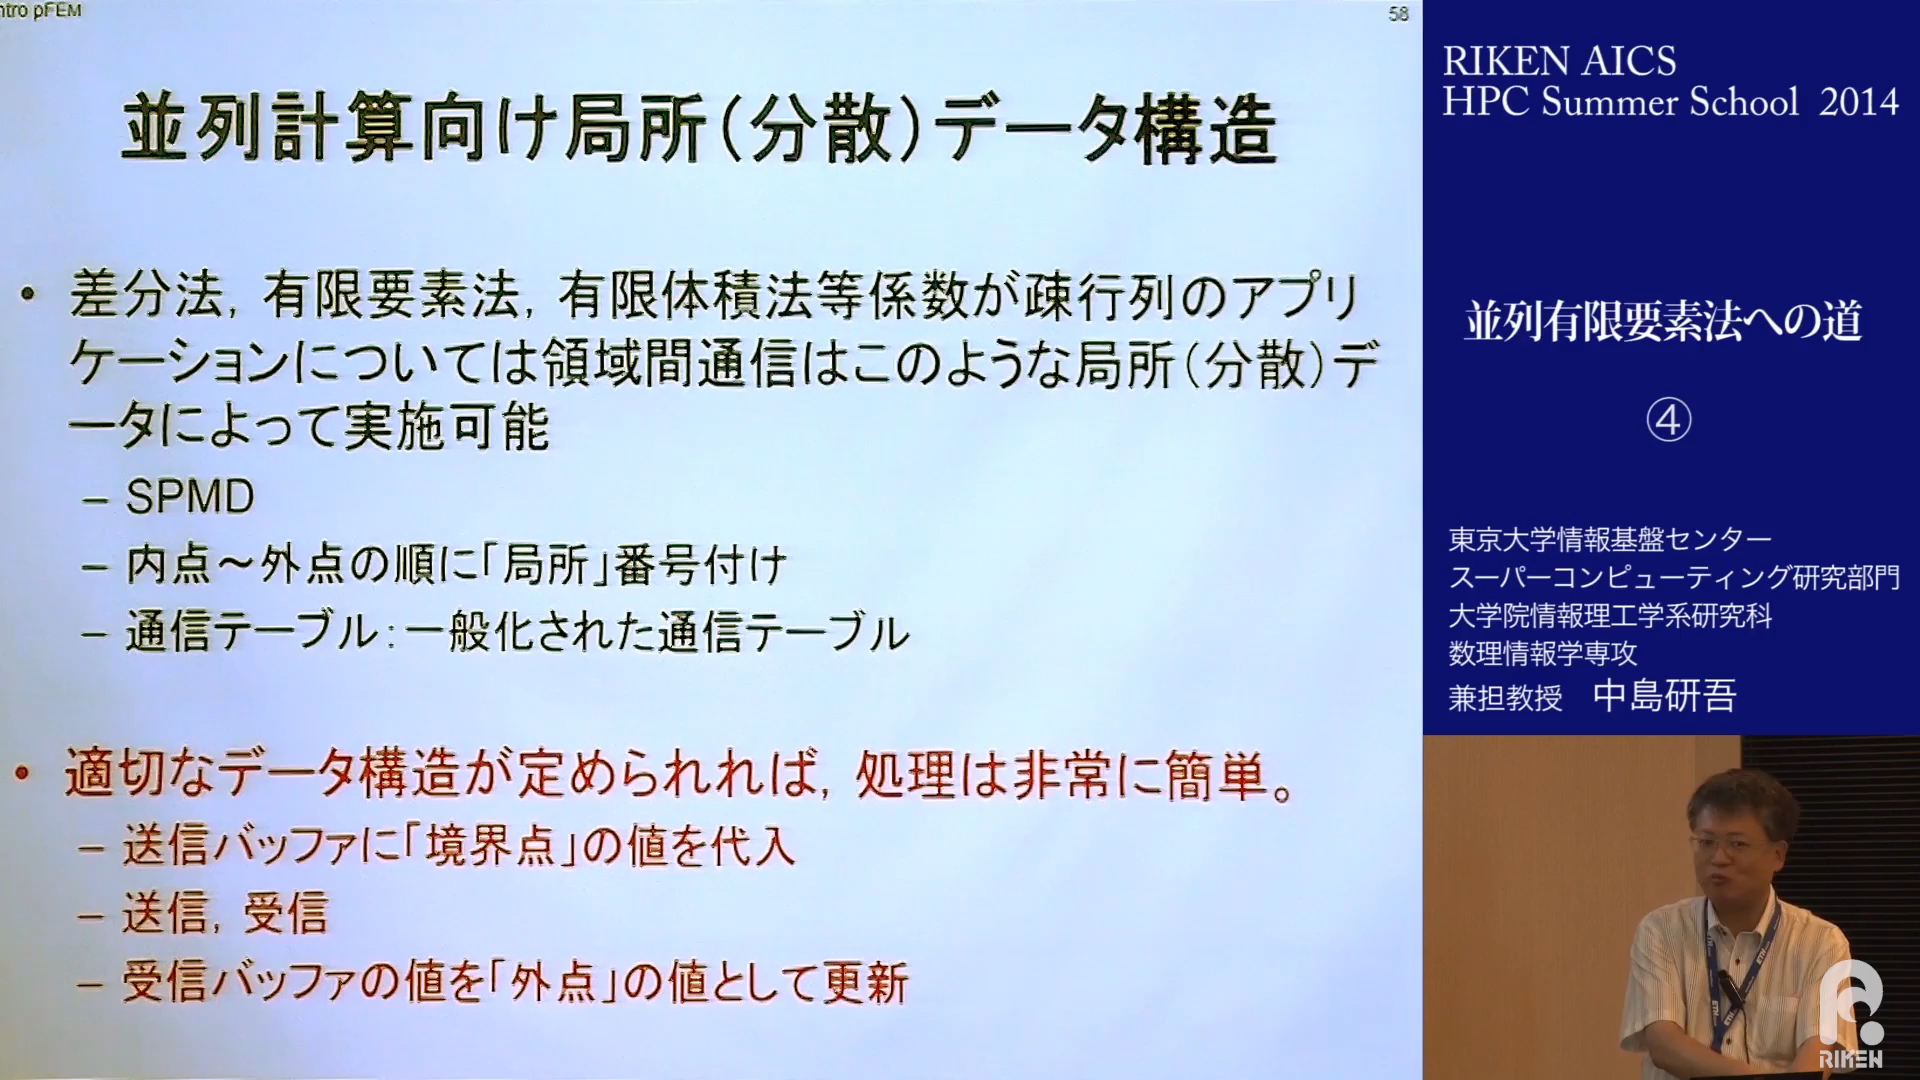 ntro pFEM
58
並列計算向け局所（分散）データ構造
• 差分法，有限要素法，有限体積法等係数が疎行列のアプリ
ケーションについては領域間通信はこのような局所（分散）デ
ータによって実施可能
– SPMD
– 内点～外点の順に「局所」番号付け
– 通信テーブル：一般化された通信テーブル
• 適切なデータ構造が定められれば，処理は非常に簡単。
– 送信バッファに「境界点」の値を代入
– 送信，受信
– 受信バッファの値を「外点」の値として更新
RIKEN AICS
HPC Summer School 2014
並列有限要素法への道
④
東京大学情報基盤センター
スーパーコンピューティング研究部門
大学院情報理工学系研究科
数理情報学専攻
兼担教授 中島研吾
RIKEN